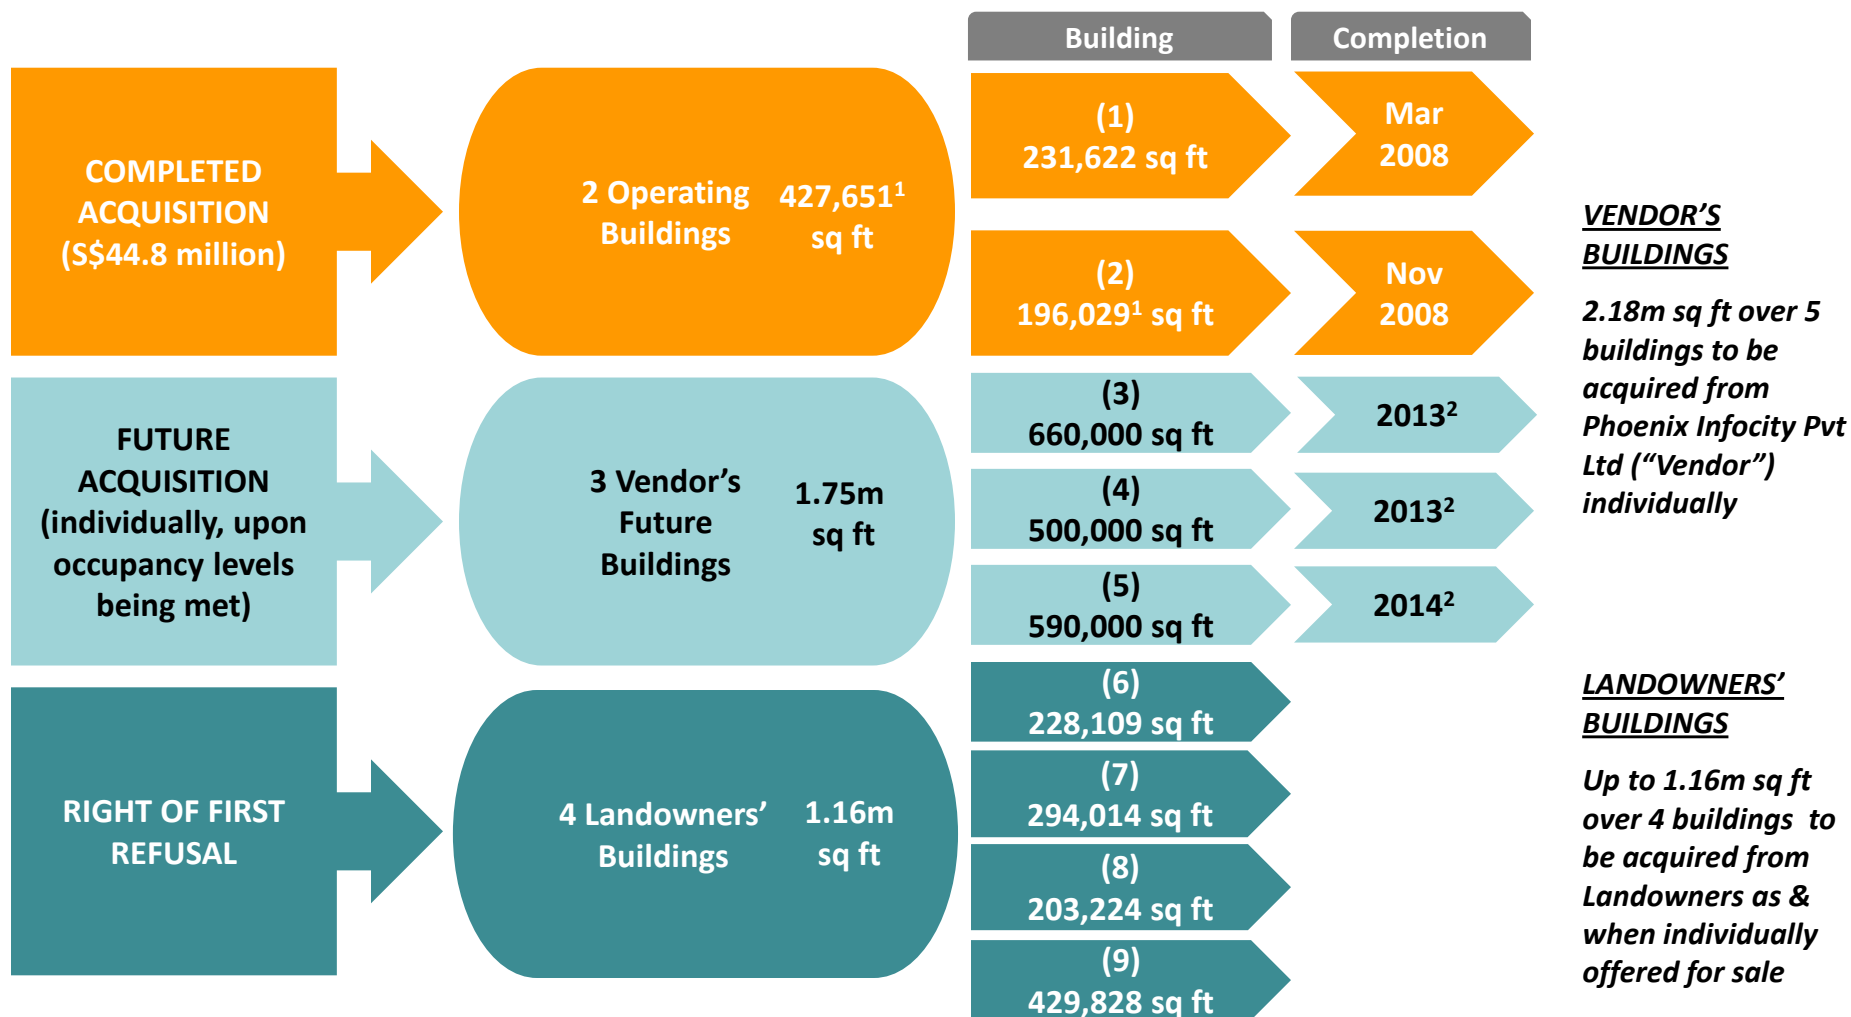 Building
Completion
COMPLETED
ACQUISITION
(S$44.8 million)
2 Operating
Buildings
427,651¹
sq ft
(1)
231,622 sq ft
Mar
2008
(2)
196,029¹ sq ft
Nov
2008
FUTURE
ACQUISITION
(individually, upon
occupancy levels
being met)
3 Vendor’s
Future
Buildings
1.75m
sq ft
(3)
660,000 sq ft
2013²
(4)
500,000 sq ft
2013²
(5)
590,000 sq ft
2014²
RIGHT OF FIRST
REFUSAL
4 Landowners’
Buildings
1.16m
sq ft
(6)
228,109 sq ft
(7)
294,014 sq ft
(8)
203,224 sq ft
(9)
429,828 sq ft
VENDOR’S
BUILDINGS
2.18m sq ft over 5
buildings to be
acquired from
Phoenix Infocity Pvt
Ltd (“Vendor”)
individually
LANDOWNERS’
BUILDINGS
Up to 1.16m sq ft
over 4 buildings to
be acquired from
Landowners as &
when individually
offered for sale